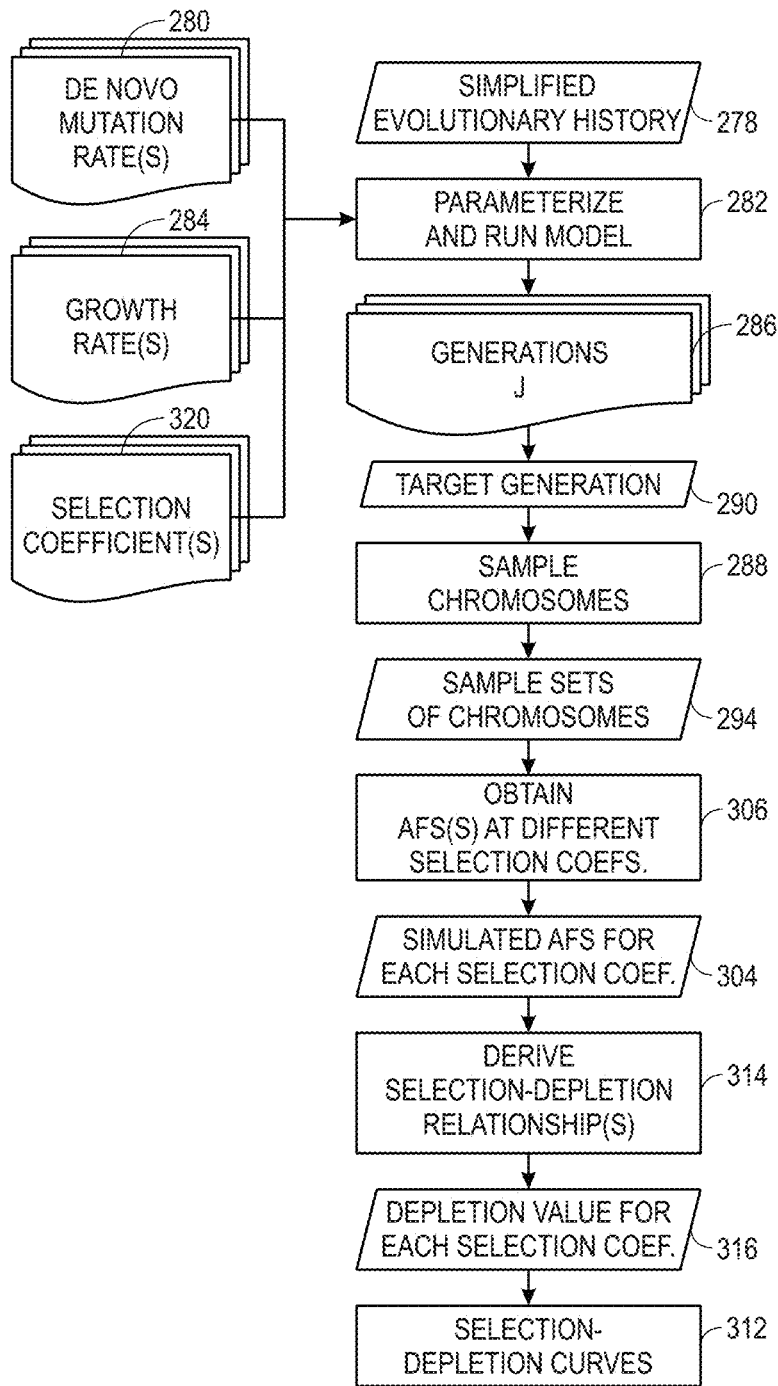 280
DE NOVO
MUTATION
RATE(S)
284
GROWTH
RATE(S)
320
SELECTION
COEFFICIENT(S)
SIMPLIFIED
EVOLUTIONARY HISTORY
278
PARAMETERIZE
AND RUN MODEL
282
GENERATIONS
J
286
TARGET GENERATION
290
SAMPLE
CHROMOSOMES
288
SAMPLE SETS
OF CHROMOSOMES
294
OBTAIN
AFS(S) AT DIFFERENT
SELECTION COEFS.
306
SIMULATED AFS FOR
EACH SELECTION COEF.
304
DERIVE
SELECTION-DEPLETION
RELATIONSHIP(S)
314
DEPLETION VALUE FOR
EACH SELECTION COEF.
316
SELECTION-
DEPLETION CURVES
312